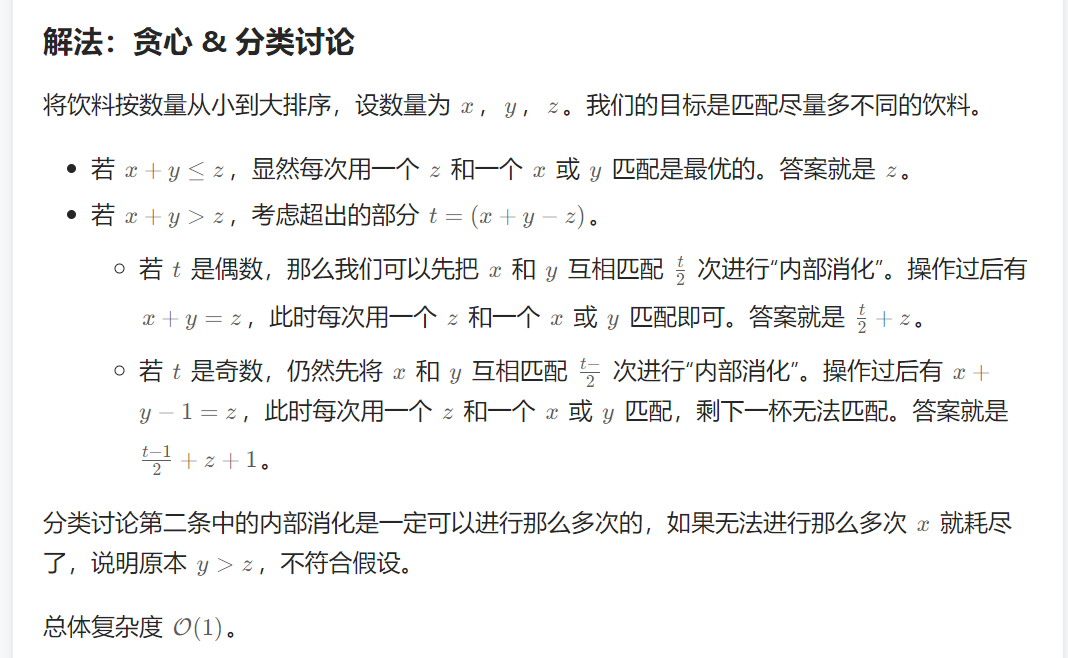 解法：贪心 & 分类讨论
将饮料按数量从小到大排序，设数量为 x，y，z。我们的目标是匹配尽量多不同的饮料。
• 若 x + y ≤ z，显然每次用一个 z 和一个 x 或 y 匹配是最优的。答案就是 z。
• 若 x + y > z，考虑超出的部分 t = (x + y − z)。
○ 若 t 是偶数，那么我们可以先把 x 和 y 互相匹配 t/2 次进行“内部消化”。操作过后有
x + y = z，此时每次用一个 z 和一个 x 或 y 匹配即可。答案就是 t/2 + z。
○ 若 t 是奇数，仍然先将 x 和 y 互相匹配 t−/2 次进行“内部消化”。操作过后有 x +
y − 1 = z，此时每次用一个 z 和一个 x 或 y 匹配，剩下一杯无法匹配。答案就是
t−1/2 + z + 1。
分类讨论第二条中的内部消化是一定可以进行那么多次的，如果无法进行那么多次 x 就耗尽
了，说明原本 y > z，不符合假设。
总体复杂度 O(1)。